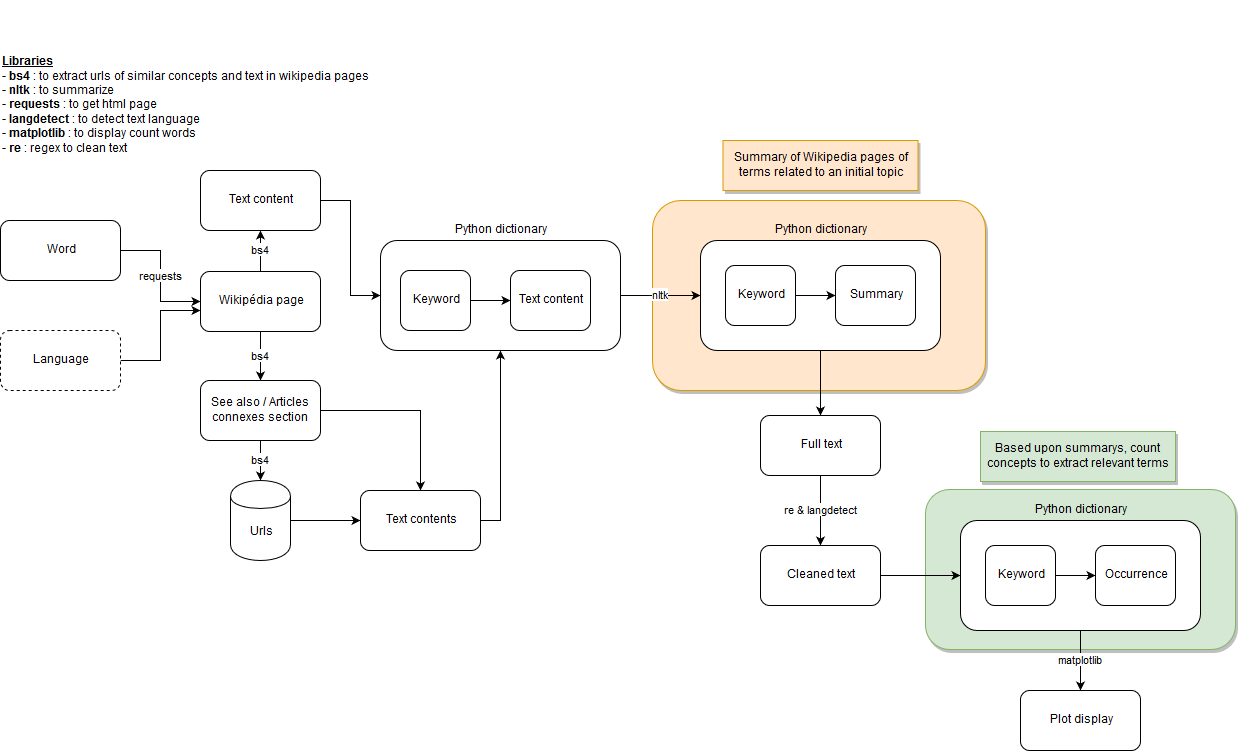 Libraries
- bs4 : to extract urls of similar concepts and text in wikipedia pages
- nltk : to summarize
- requests : to get html page
- langdetect : to detect text language
- matplotlib : to display count words
- re : regex to clean text
Summary of Wikipedia pages of
terms related to an initial topic
Text content
Word
bs4
requests
Wikipédia page
Language
bs4
See also / Articles
connexes section
bs4
Urls
Text contents
Python dictionary
Keyword
Text content
nltk
Python dictionary
Keyword
Summary
Full text
re & langdetect
Cleaned text
Based upon summarys, count
concepts to extract relevant terms
Python dictionary
Keyword
Occurrence
matplotlib
Plot display